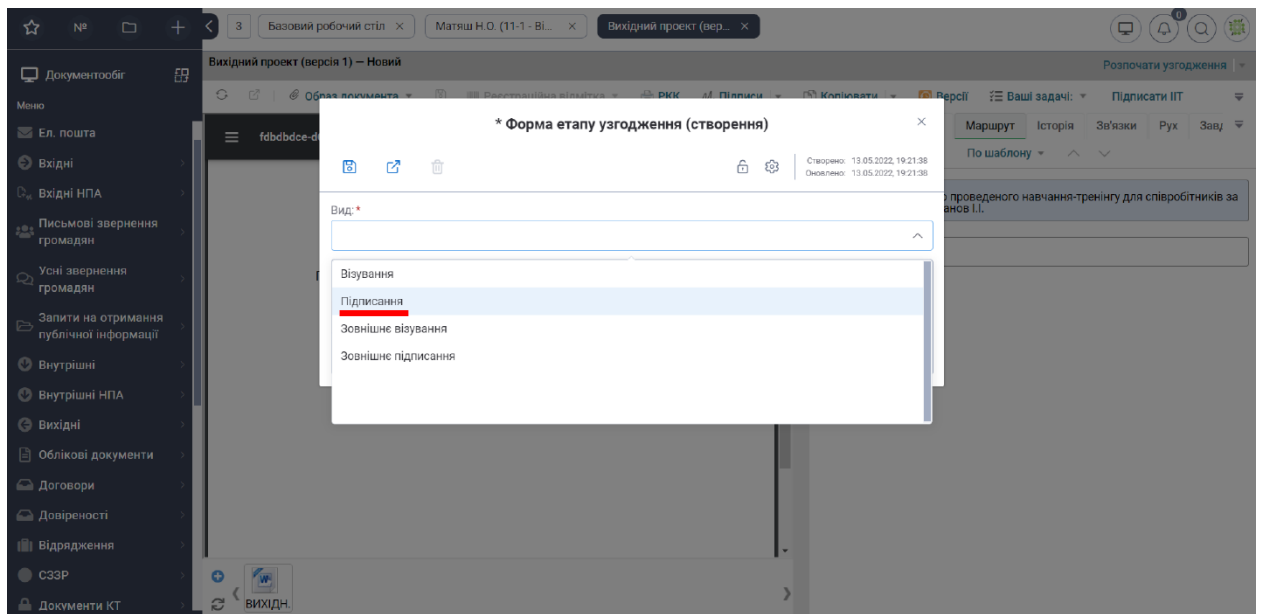 №
3
Базовий робочий стіл
Матяш Н.О. (11-1 - Ві...
Вихідний проект (вер...
0
Документообіг
Меню
Ел. пошта
Вхідні
Вхідні НПА
Письмові звернення
громадян
Усні звернення
громадян
Запити на отримання
публічної інформації
Внутрішні
Внутрішні НПА
Вихідні
Облікові документи
Договори
Довіреності
Відрядження
СЗЗР
Документи КТ
Вихідний проект (версія 1) — Новий
Розпочати узгодження
Образ документа
Реєстраційна відмітка
РКК
Підписи
Копіювати
Версії
Ваші задачі:
Підписати ІІТ
fdbdbdce-d
Маршрут
Історія
Зв'язки
Рух
По шаблону
проведеного навчання-тренінгу для співробітників за
анов І.І.
* Форма етапу узгодження (створення)
Створено: 13.05.2022, 19:21:38
Оновлено: 13.05.2022, 19:21:38
Вид: *
Візування
Підписання
Зовнішнє візування
Зовнішнє підписання
ВИХІДН.